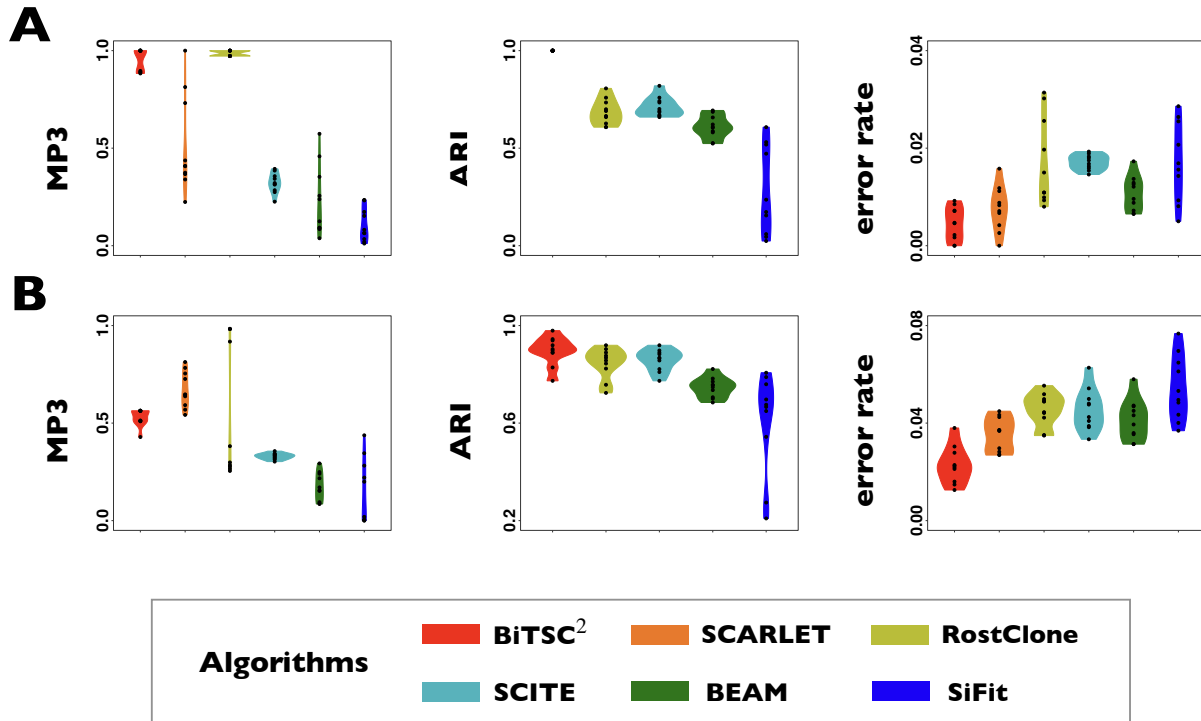 A
MP3
1.0
0.5
0.0
ARI
1.0
0.5
0.0
error rate
0.04
0.02
0.00
B
MP3
1.0
0.5
0.0
ARI
1.0
0.6
0.2
error rate
0.08
0.04
0.00
Algorithms
BiTSC² SCARLET RostClone
SCITE BEAM SiFit